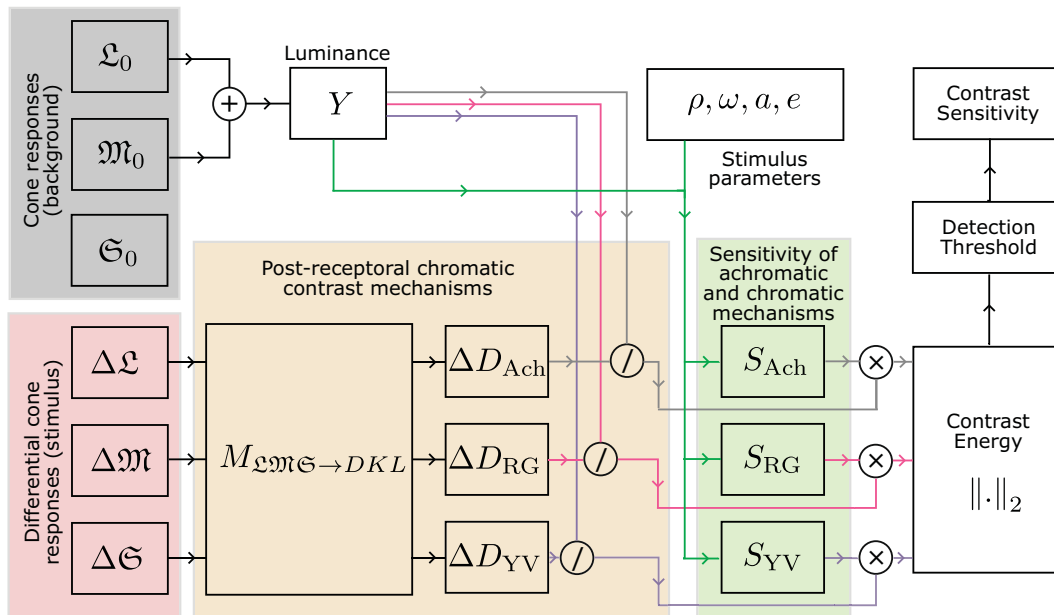 Cone responses
(background)
𝔏₀
𝔐₀
𝔖₀
+
Luminance
Y
ρ, ω, a, e
Stimulus
parameters
Contrast
Sensitivity
Detection
Threshold
Post-receptoral chromatic
contrast mechanisms
Sensitivity of
achromatic
and chromatic
mechanisms
Differential cone
responses (stimulus)
Δ𝔏
Δ𝔐
Δ𝔖
M𝔏𝔐𝔖→DKL
ΔD_Ach
/
S_Ach
×
ΔD_RG
/
S_RG
×
ΔD_YV
/
S_YV
×
Contrast
Energy
‖.‖₂